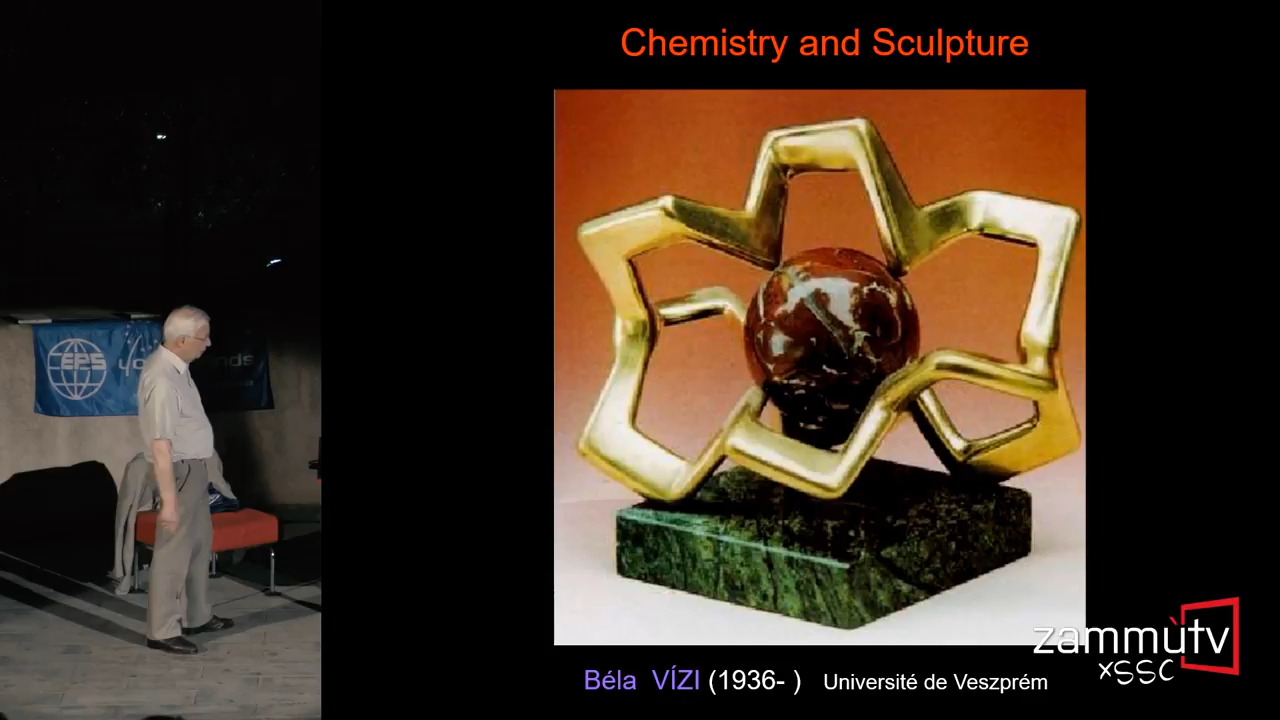 Chemistry and Sculpture
EPS
Béla VÍZI (1936- ) Université de Veszprém
zammùtv
xSSC